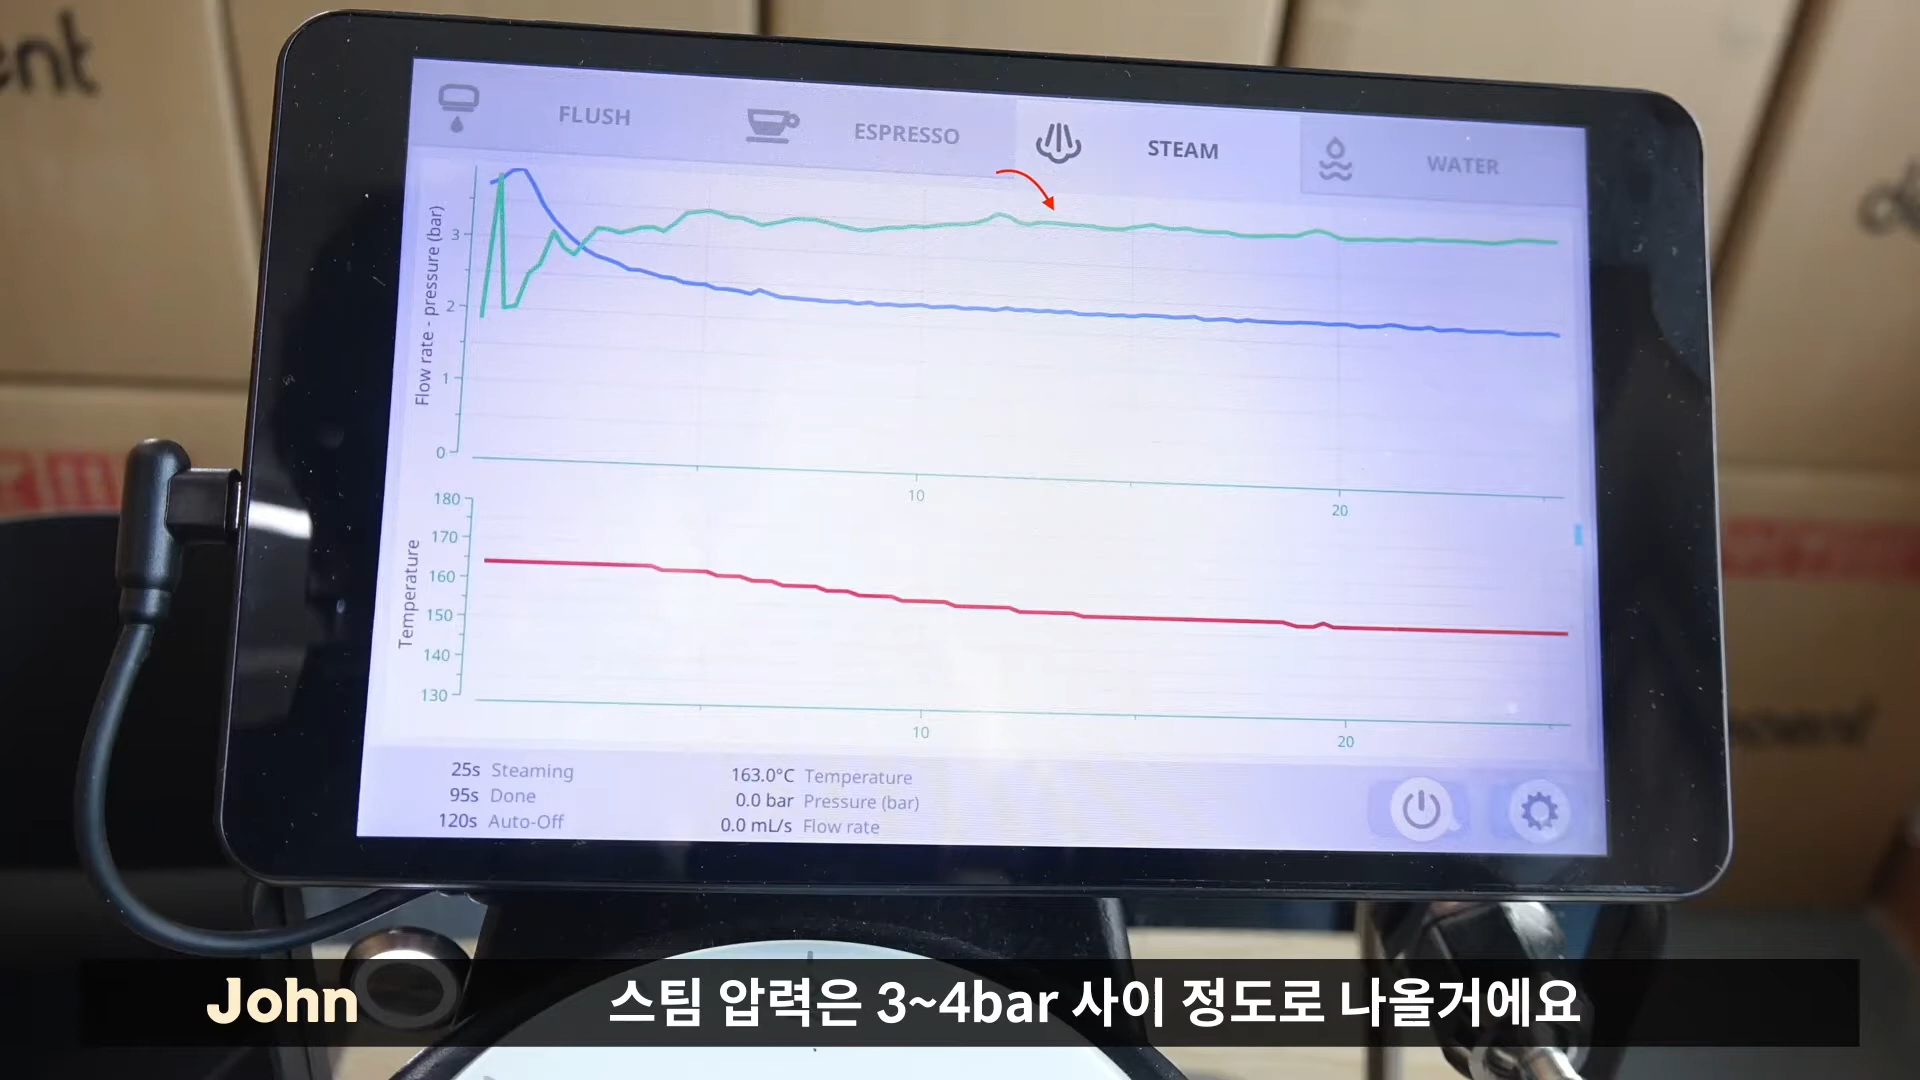 ent
FLUSH
ESPRESSO
STEAM
WATER
Flow rate - pressure (bar)
3
2
1
0
10
20
Temperature
180
170
160
150
140
130
10
20
25s Steaming
95s Done
120s Auto-Off
163.0°C Temperature
0.0 bar Pressure (bar)
0.0 mL/s Flow rate
John
스팀 압력은 3~4bar 사이 정도로 나올거에요